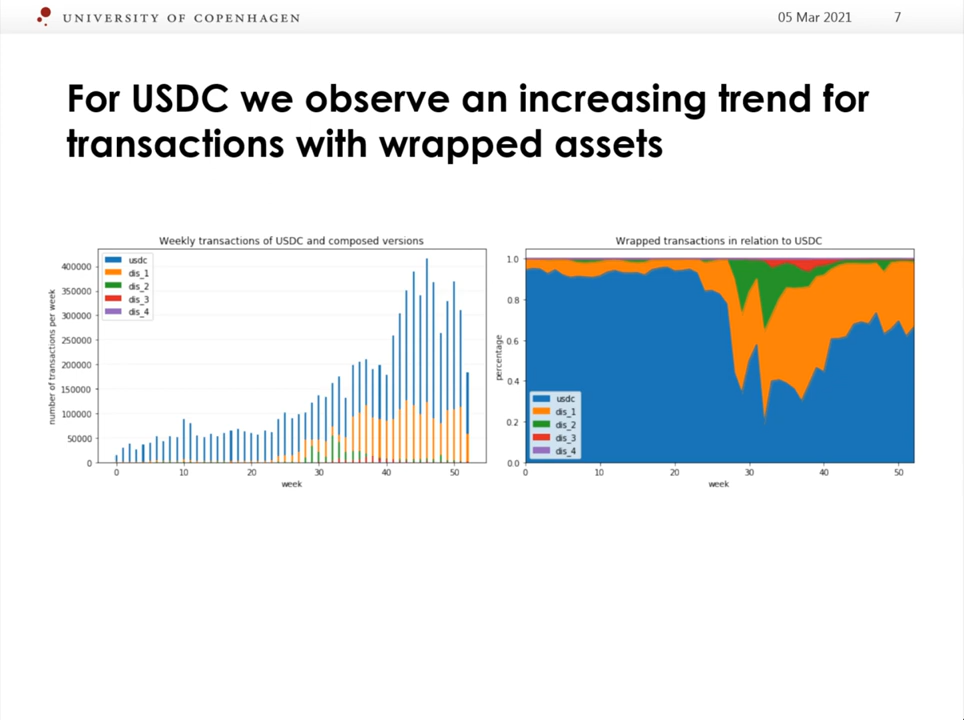 UNIVERSITY OF COPENHAGEN
05 Mar 2021
7
For USDC we observe an increasing trend for
transactions with wrapped assets
Weekly transactions of USDC and composed versions
usdc
dis_1
dis_2
dis_3
dis_4
number of transactions per week
400000
350000
300000
250000
200000
150000
100000
50000
0
0 10 20 30 40 50
week
Wrapped transactions in relation to USDC
percentage
1.0
0.8
0.6
0.4
0.2
0.0
usdc
dis_1
dis_2
dis_3
dis_4
0 10 20 30 40 50
week